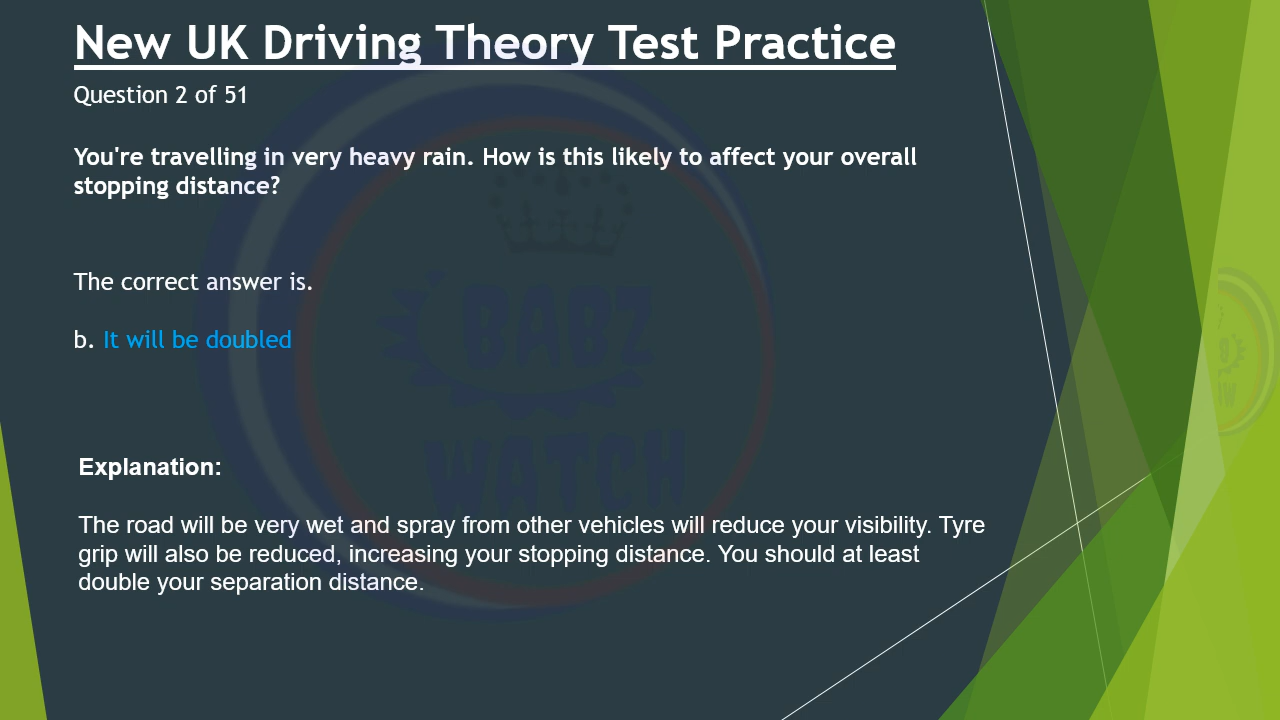 New UK Driving Theory Test Practice
Question 2 of 51
You're travelling in very heavy rain. How is this likely to affect your overall
stopping distance?
The correct answer is.
b. It will be doubled
BABZ
WATCH
Explanation:
The road will be very wet and spray from other vehicles will reduce your visibility. Tyre
grip will also be reduced, increasing your stopping distance. You should at least
double your separation distance.